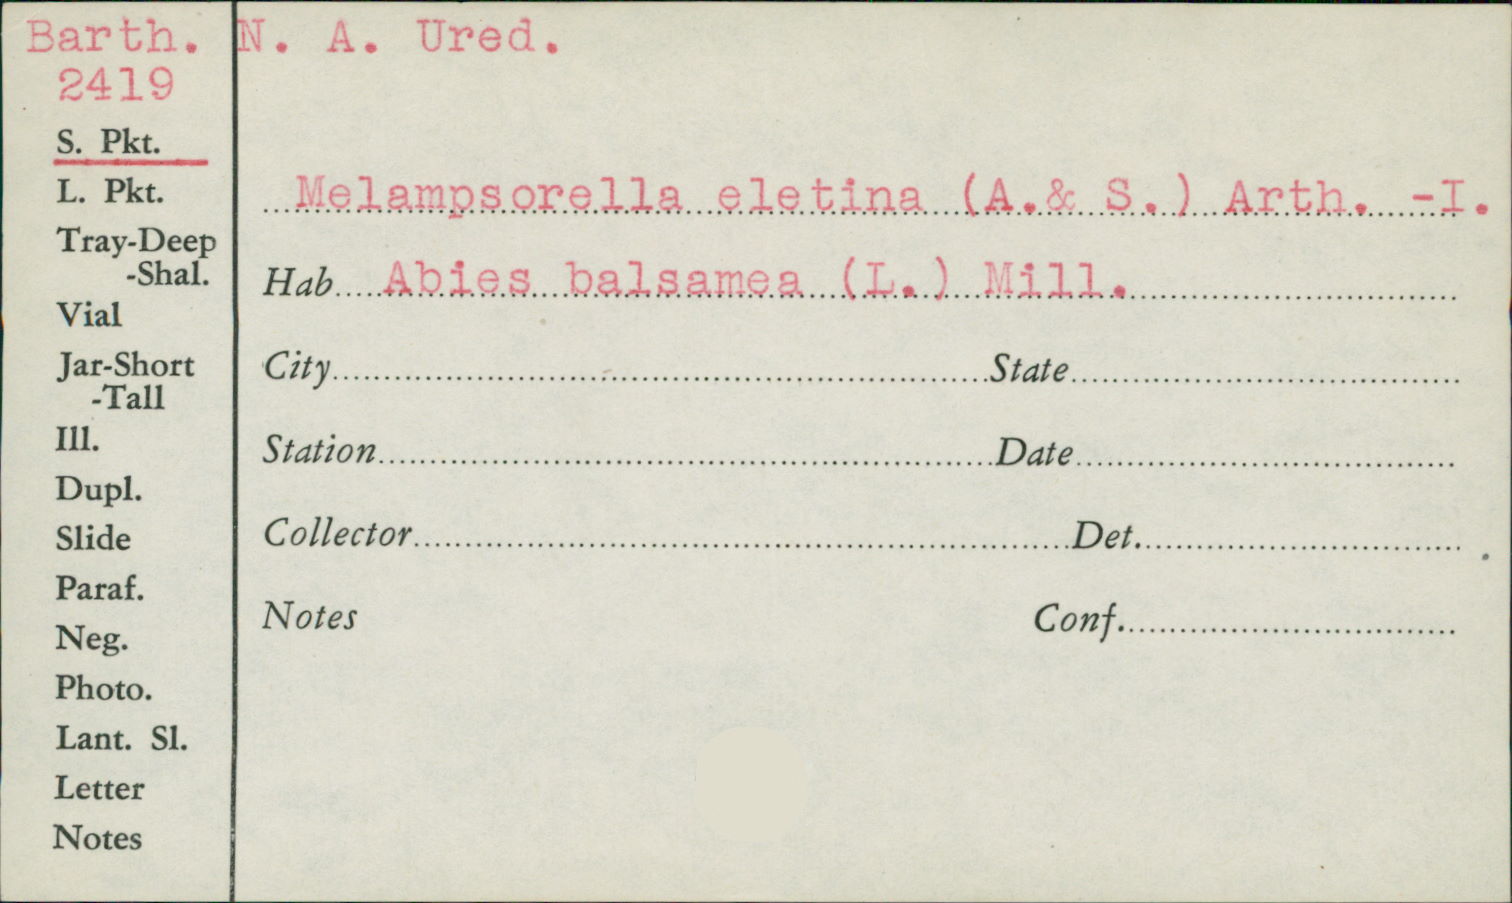 Barth. N. A. Ured.
2419
S. Pkt.
L. Pkt.
Tray-Deep
-Shal.
Vial
Jar-Short
-Tall
Ill.
Dupl.
Slide
Paraf.
Neg.
Photo.
Lant. Sl.
Letter
Notes
Melampsorella eletina (A.& S.) Arth. -I.
Hab Abies balsamea (L.) Mill.
City State
Station Date
Collector Det.
Notes Conf.